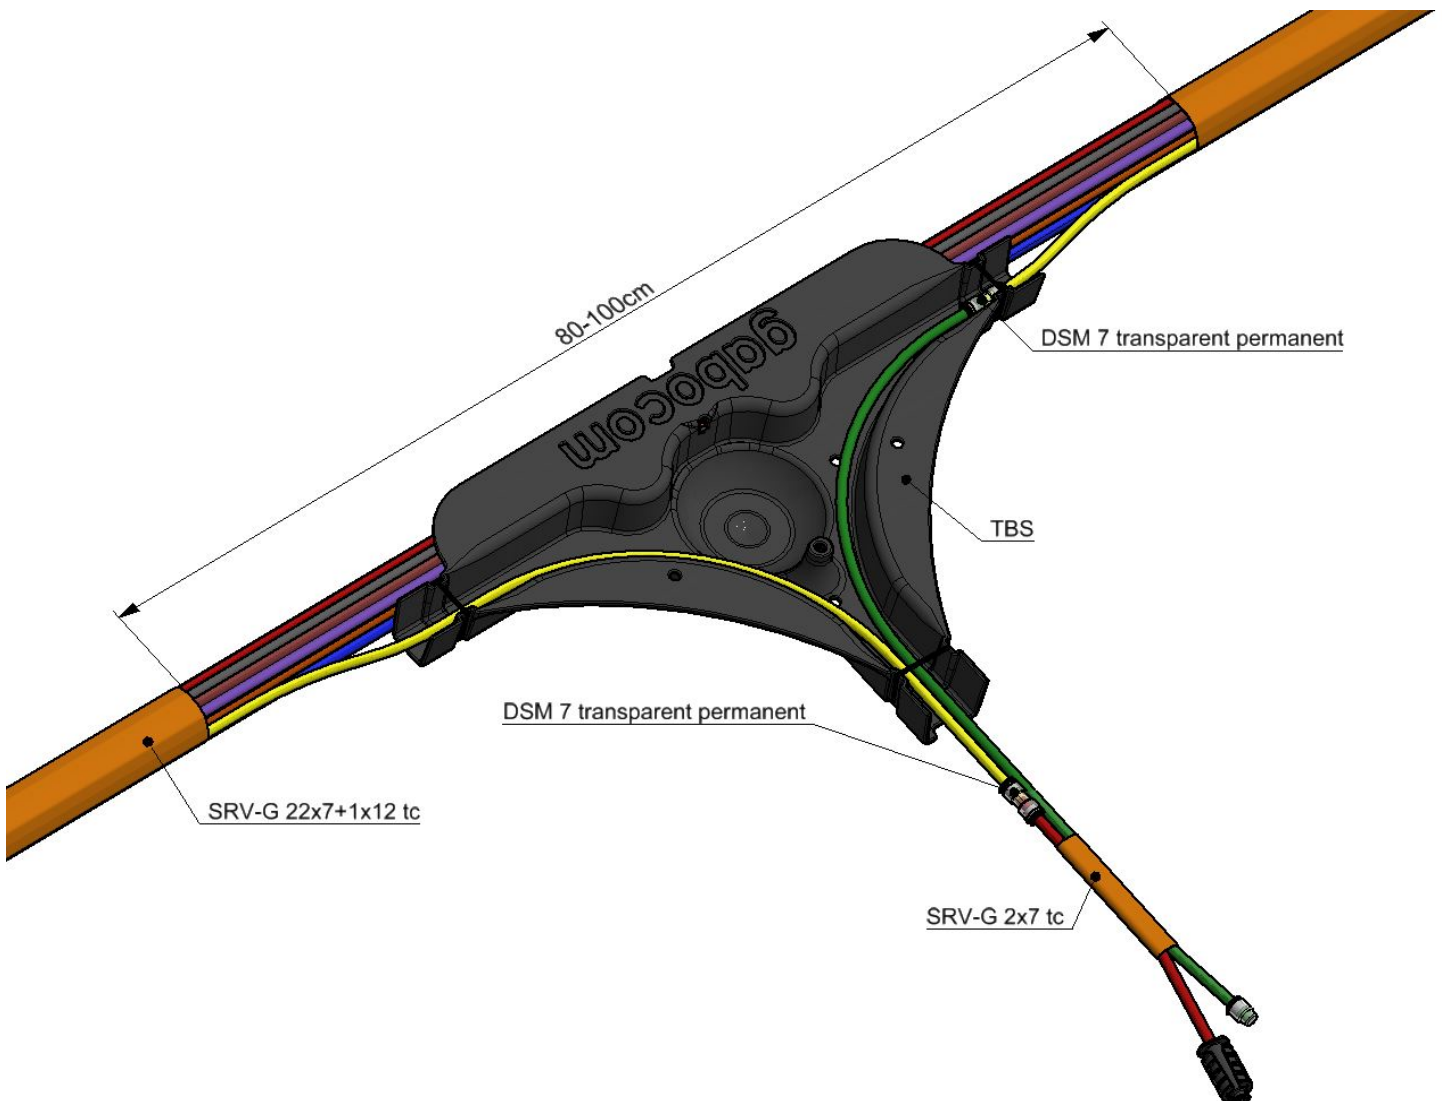 80-100cm
gabocom
DSM 7 transparent permanent
TBS
DSM 7 transparent permanent
SRV-G 22x7+1x12 tc
SRV-G 2x7 tc